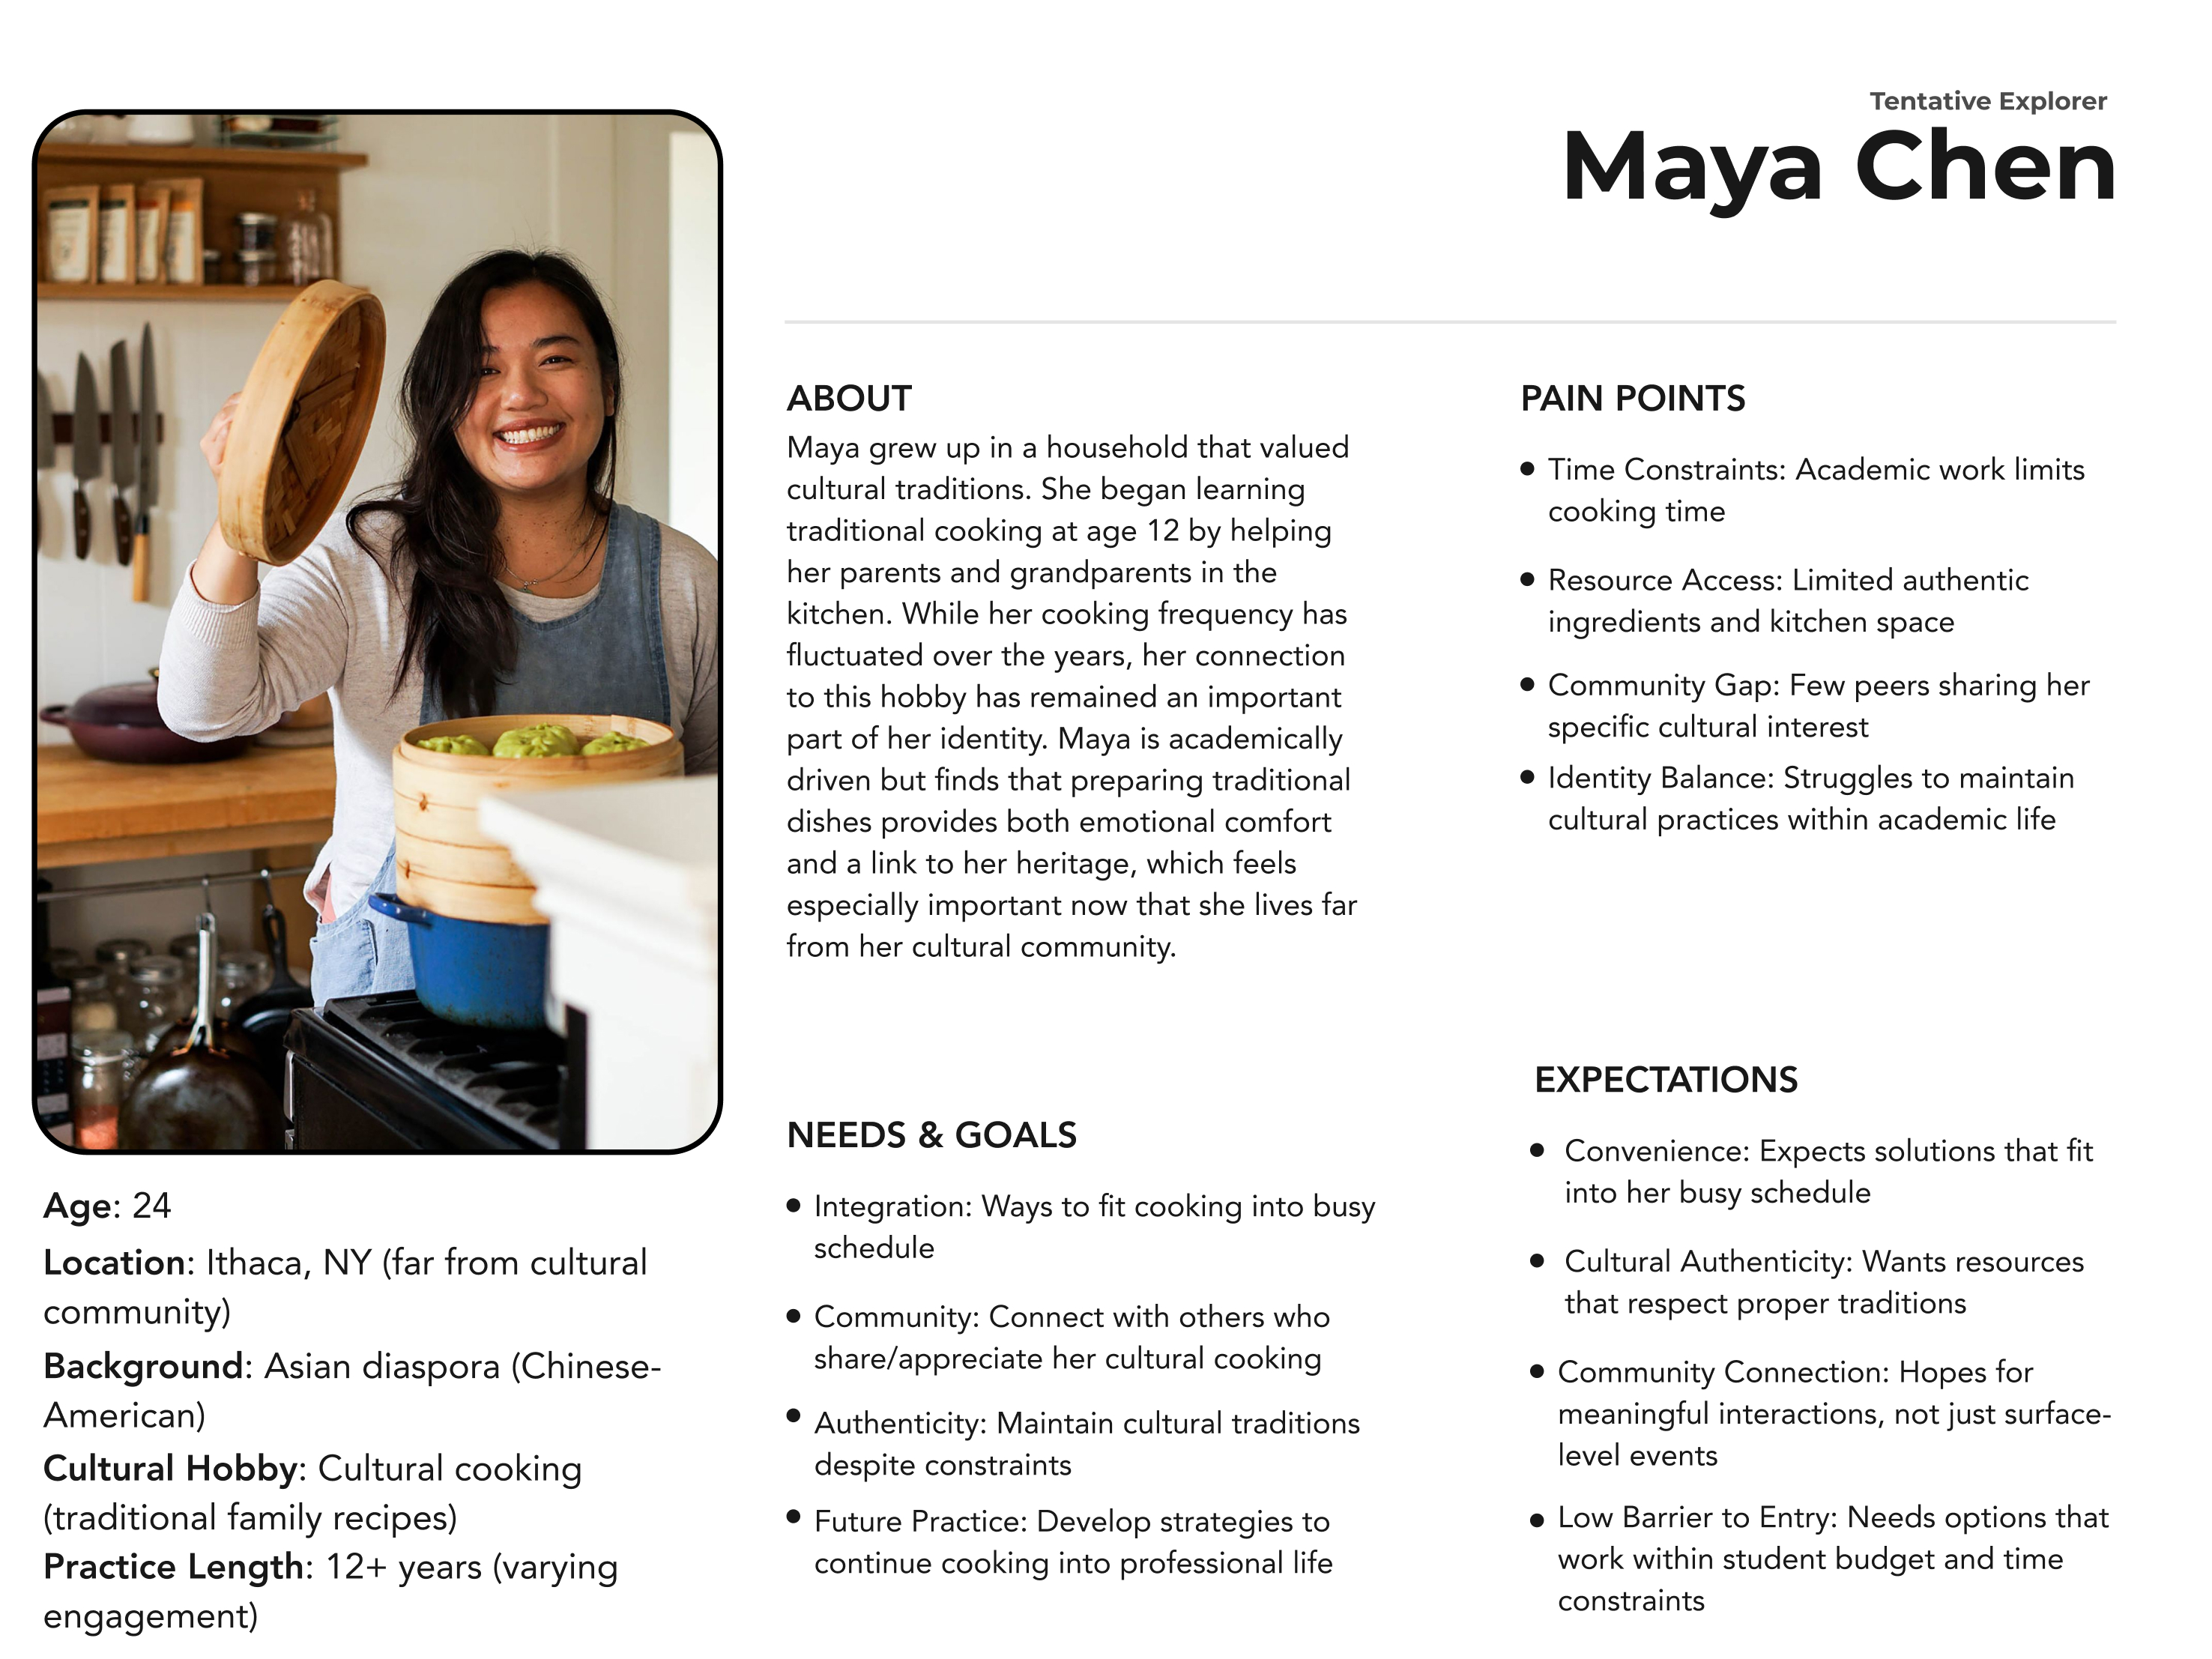 Tentative Explorer
Maya Chen
Age: 24
Location: Ithaca, NY (far from cultural
community)
Background: Asian diaspora (Chinese-
American)
Cultural Hobby: Cultural cooking
(traditional family recipes)
Practice Length: 12+ years (varying
engagement)
ABOUT
Maya grew up in a household that valued
cultural traditions. She began learning
traditional cooking at age 12 by helping
her parents and grandparents in the
kitchen. While her cooking frequency has
fluctuated over the years, her connection
to this hobby has remained an important
part of her identity. Maya is academically
driven but finds that preparing traditional
dishes provides both emotional comfort
and a link to her heritage, which feels
especially important now that she lives far
from her cultural community.
NEEDS & GOALS
• Integration: Ways to fit cooking into busy
schedule
• Community: Connect with others who
share/appreciate her cultural cooking
• Authenticity: Maintain cultural traditions
despite constraints
• Future Practice: Develop strategies to
continue cooking into professional life
PAIN POINTS
• Time Constraints: Academic work limits
cooking time
• Resource Access: Limited authentic
ingredients and kitchen space
• Community Gap: Few peers sharing her
specific cultural interest
• Identity Balance: Struggles to maintain
cultural practices within academic life
EXPECTATIONS
• Convenience: Expects solutions that fit
into her busy schedule
• Cultural Authenticity: Wants resources
that respect proper traditions
• Community Connection: Hopes for
meaningful interactions, not just surface-
level events
• Low Barrier to Entry: Needs options that
work within student budget and time
constraints